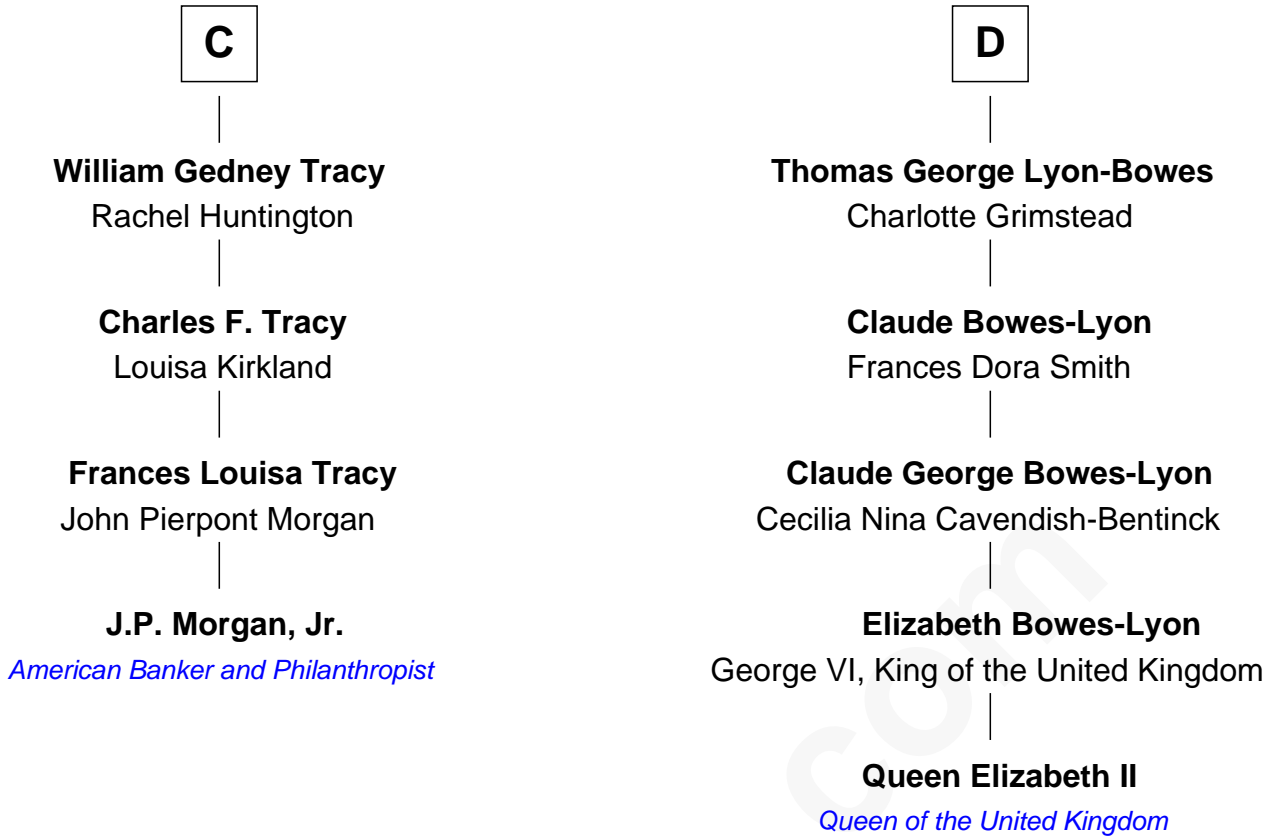 C
William Gedney Tracy
Rachel Huntington
Charles F. Tracy
Louisa Kirkland
Frances Louisa Tracy
John Pierpont Morgan
J.P. Morgan, Jr.
American Banker and Philanthropist
D
Thomas George Lyon-Bowes
Charlotte Grimstead
Claude Bowes-Lyon
Frances Dora Smith
Claude George Bowes-Lyon
Cecilia Nina Cavendish-Bentinck
Elizabeth Bowes-Lyon
George VI, King of the United Kingdom
Queen Elizabeth II
Queen of the United Kingdom
com